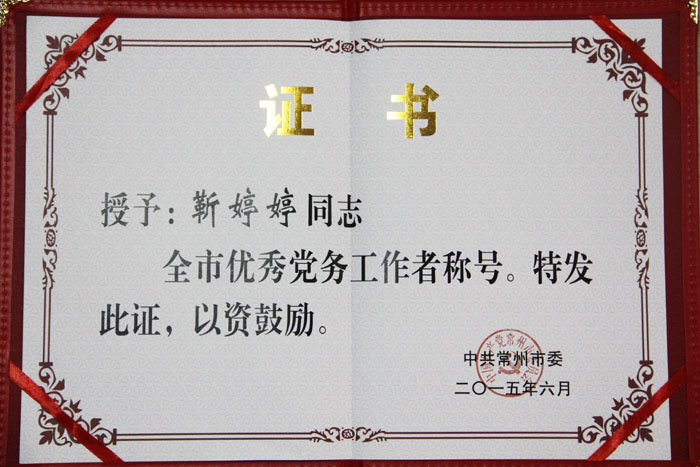 证 书
授予：靳婷婷同志
全市优秀党务工作者称号。特发
此证，以资鼓励。
中共常州市委
二〇一五年六月